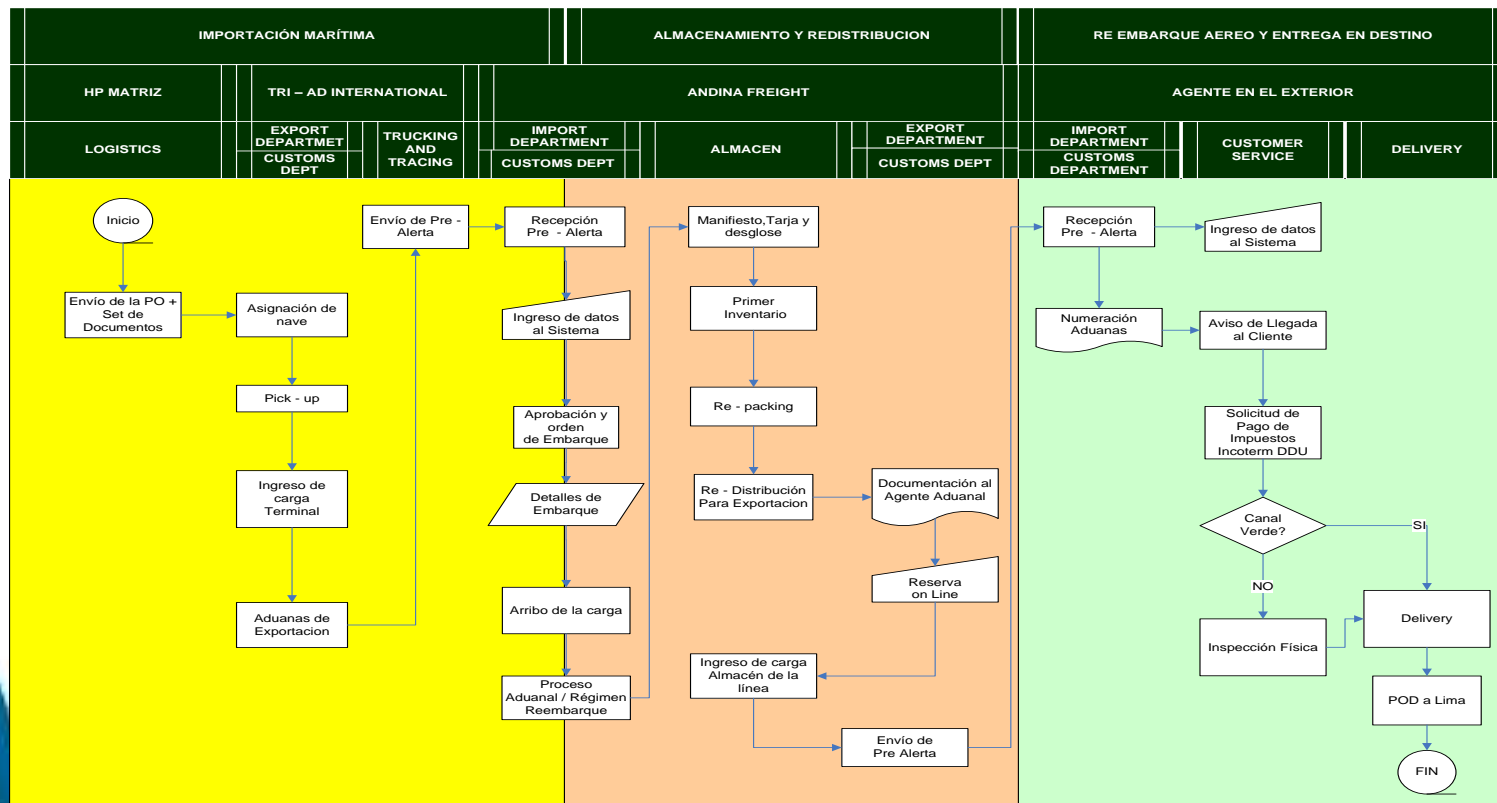 IMPORTACIÓN MARÍTIMA
ALMACENAMIENTO Y REDISTRIBUCION
RE EMBARQUE AEREO Y ENTREGA EN DESTINO
HP MATRIZ
TRI – AD INTERNATIONAL
ANDINA FREIGHT
AGENTE EN EL EXTERIOR
LOGISTICS
EXPORT
DEPARTMET
CUSTOMS
DEPT
TRUCKING
AND
TRACING
IMPORT
DEPARTMENT
CUSTOMS DEPT
ALMACEN
EXPORT
DEPARTMENT
CUSTOMS DEPT
IMPORT
DEPARTMENT
CUSTOMS
DEPARTMENT
CUSTOMER
SERVICE
DELIVERY
Inicio
Envío de la PO +
Set de
Documentos
Asignación de
nave
Pick - up
Ingreso de
carga
Terminal
Aduanas de
Exportacion
Envío de Pre -
Alerta
Recepción
Pre - Alerta
Ingreso de datos
al Sistema
Aprobación y
orden
de Embarque
Detalles de
Embarque
Arribo de la carga
Proceso
Aduanal / Régimen
Reembarque
Manifiesto,Tarja y
desglose
Primer
Inventario
Re - packing
Re - Distribución
Para Exportacion
Documentación al
Agente Aduanal
Reserva
on Line
Ingreso de carga
Almacén de la
línea
Envío de
Pre Alerta
Recepción
Pre - Alerta
Ingreso de datos
al Sistema
Numeración
Aduanas
Aviso de Llegada
al Cliente
Solicitud de
Pago de
Impuestos
Incoterm DDU
Canal
Verde?
SI
NO
Inspección Física
Delivery
POD a Lima
FIN